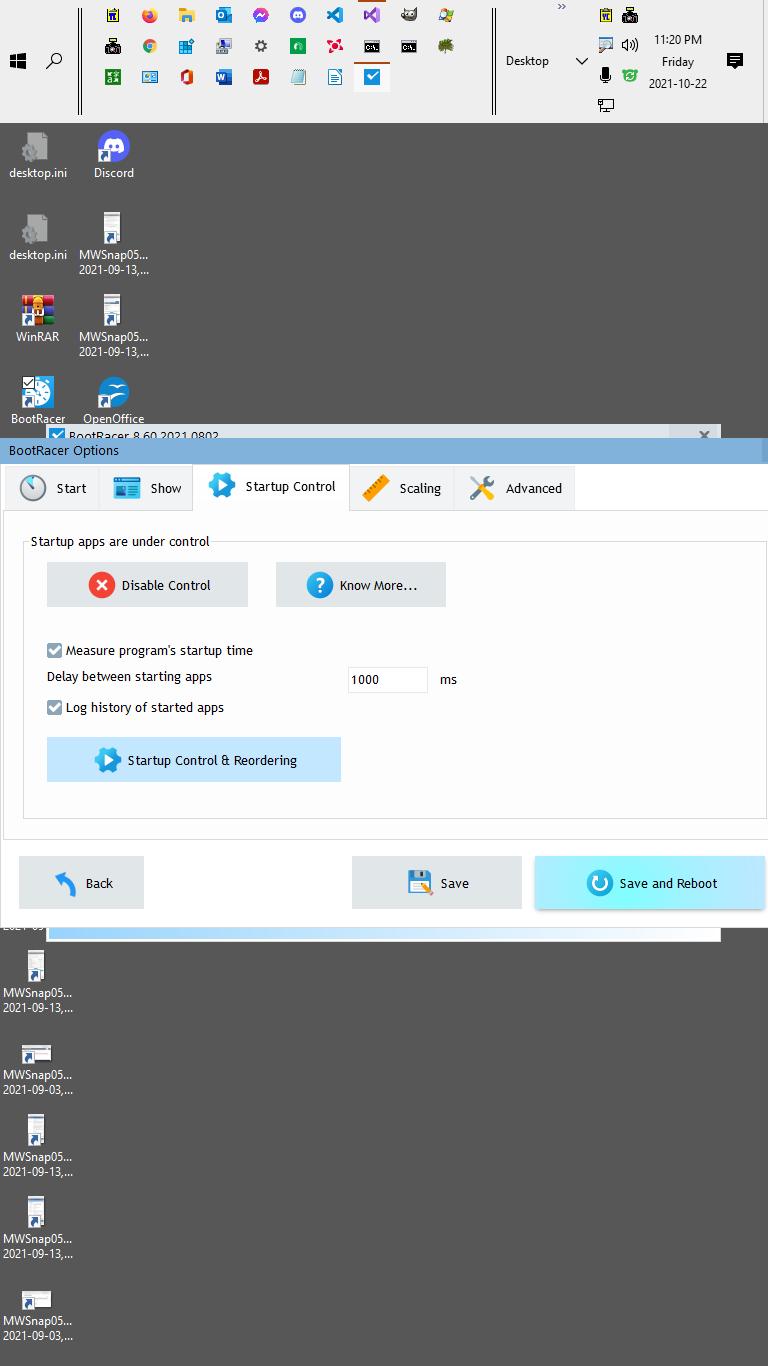 »
11:20 PM
Desktop
Friday
2021-10-22
desktop.ini
Discord
desktop.ini
MWSnap05...
2021-09-13,...
WinRAR
MWSnap05...
2021-09-13,...
BootRacer
OpenOffice
BootRacer 8.60.2021.0802
BootRacer Options
Start
Show
Startup Control
Scaling
Advanced
Startup apps are under control
Disable Control
Know More...
Measure program's startup time
Delay between starting apps
1000
ms
Log history of started apps
Startup Control & Reordering
Back
Save
Save and Reboot
MWSnap05...
2021-09-13,...
MWSnap05...
2021-09-03,...
MWSnap05...
2021-09-13,...
MWSnap05...
2021-09-13,...
MWSnap05...
2021-09-03,...